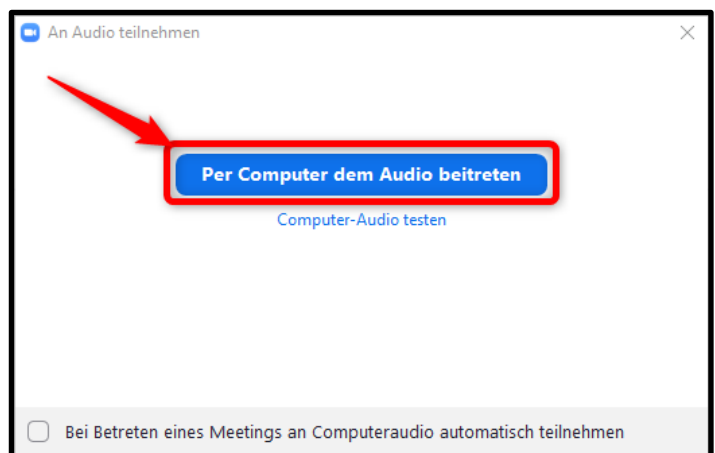 An Audio teilnehmen
Per Computer dem Audio beitreten
Computer-Audio testen
Bei Betreten eines Meetings an Computeraudio automatisch teilnehmen